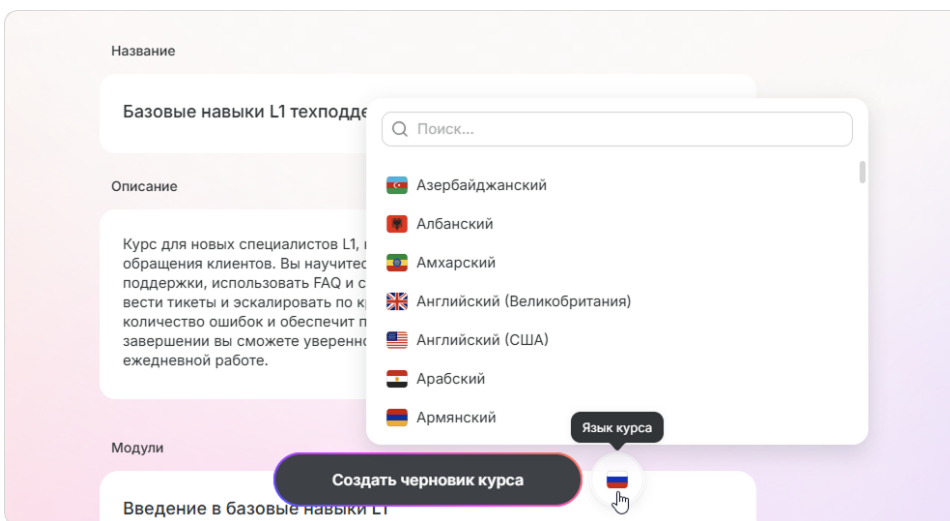 Название
Базовые навыки L1 техподде
Поиск...
Азербайджанский
Албанский
Амхарский
Английский (Великобритания)
Английский (США)
Арабский
Армянский
Описание
Курс для новых специалистов L1,
обращения клиентов. Вы научитес
поддержки, использовать FAQ и с
вести тикеты и эскалировать по к
количество ошибок и обеспечит п
завершении вы сможете уверенно
ежедневной работе.
Язык курса
Модули
Создать черновик курса
Введение в базовые навыки L1